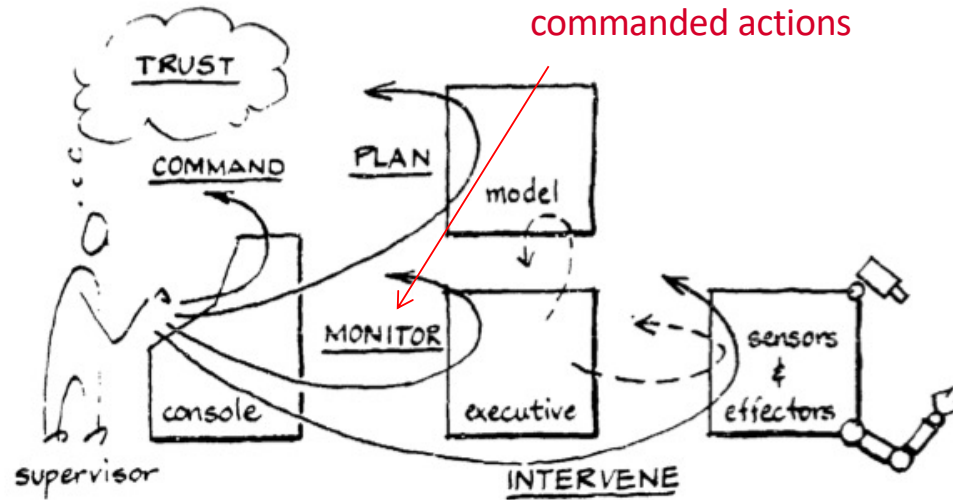 commanded actions
TRUST
COMMAND
PLAN
model
MONITOR
console
executive
sensors
&
effectors
supervisor
INTERVENE